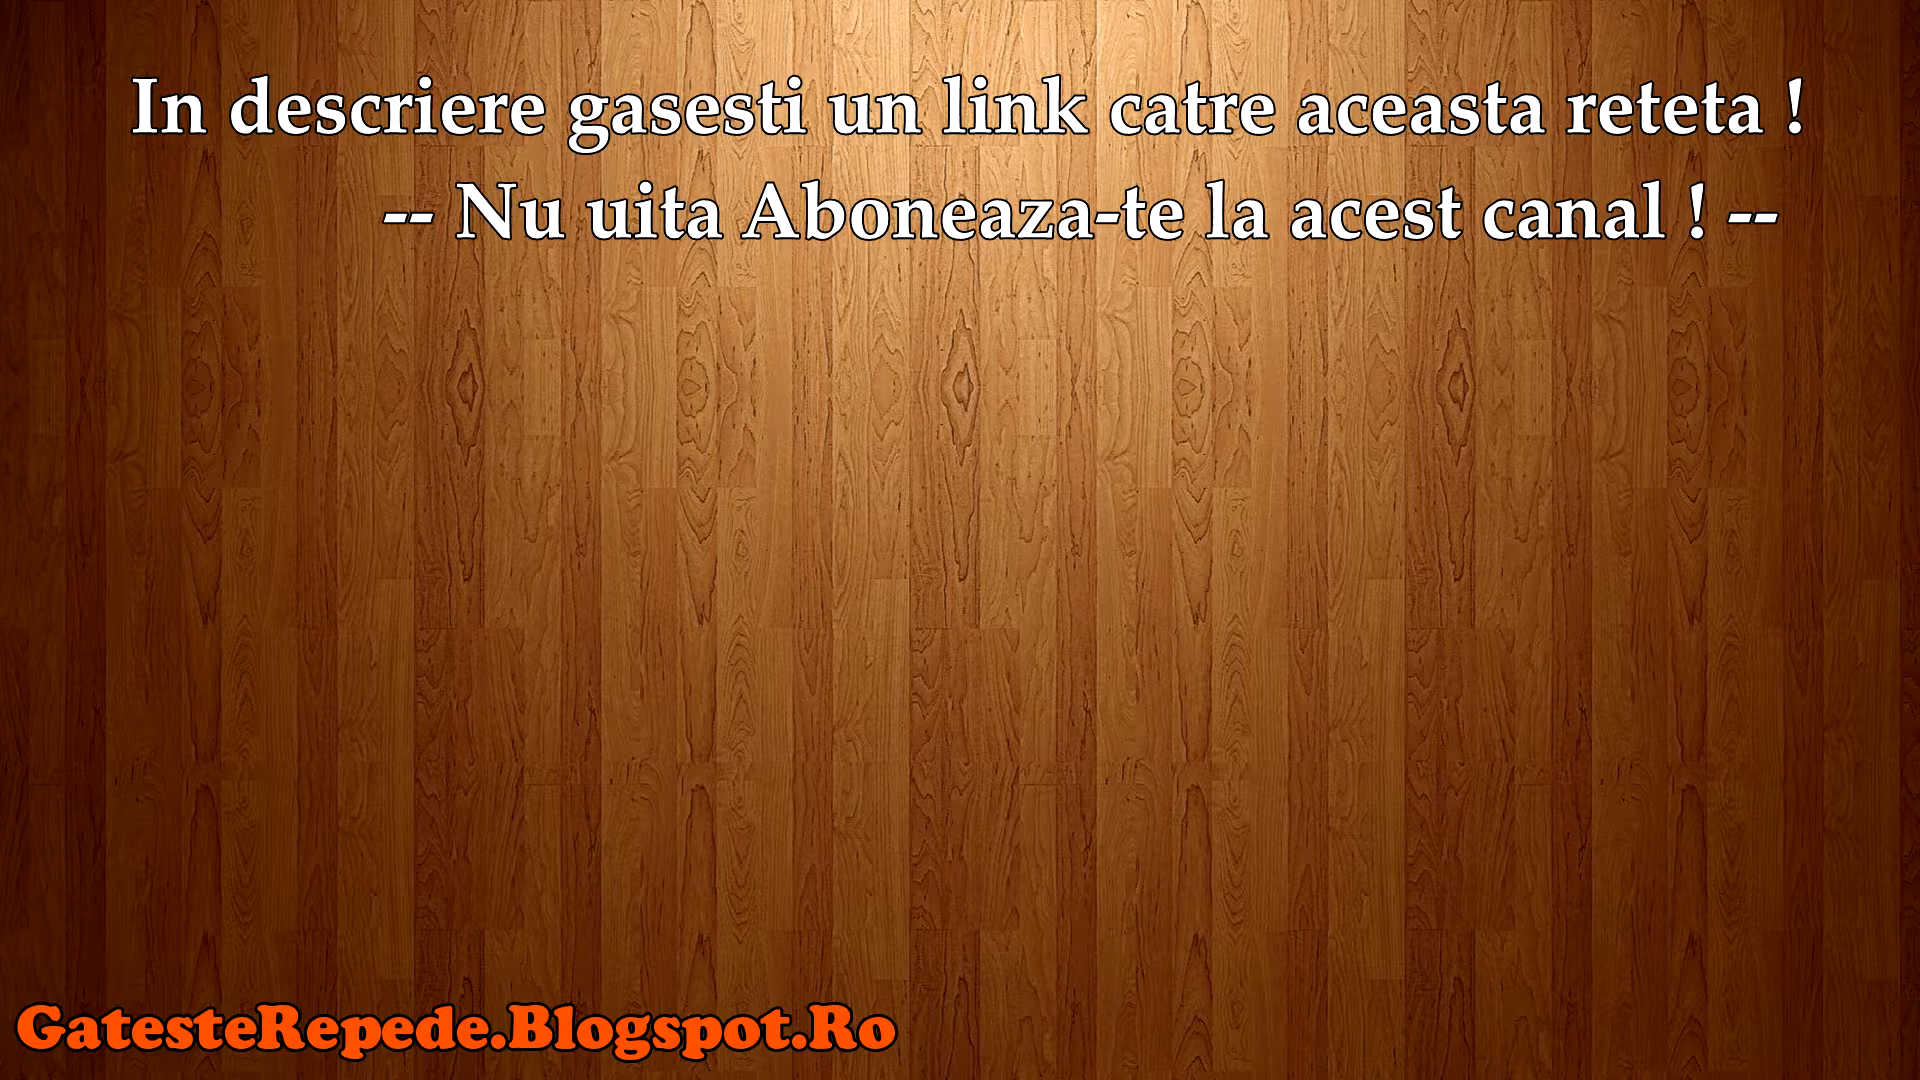 In descriere gasesti un link catre aceasta reteta !
-- Nu uita Aboneaza-te la acest canal ! --
GatesteRepede.Blogspot.Ro